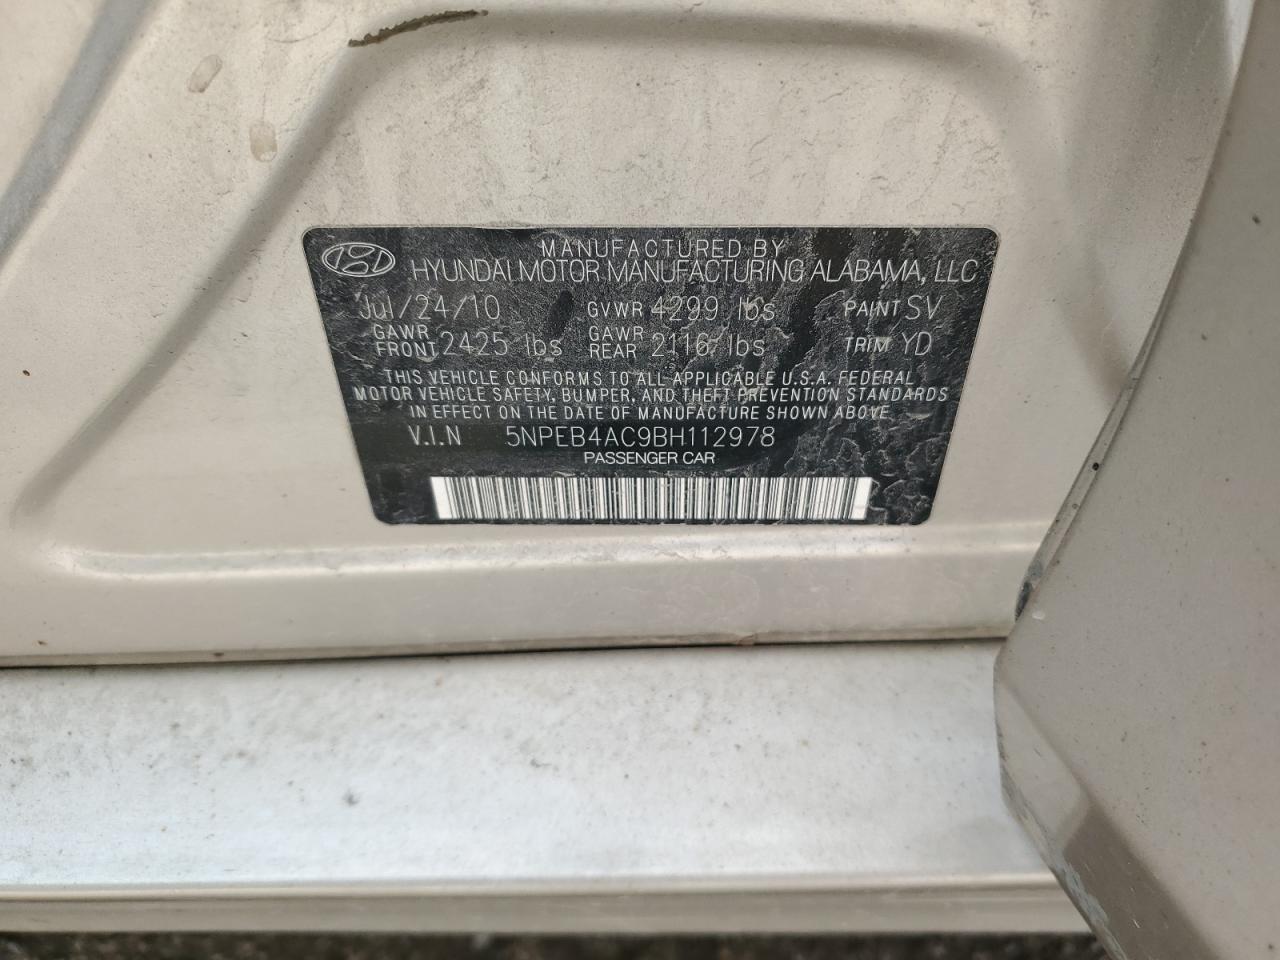 MANUFACTURED BY
HYUNDAI MOTOR MANUFACTURING ALABAMA, LLC
Jul/24/10 GVWR 4299 lbs PAINT SV
GAWR FRONT 2425 lbs GAWR REAR 2116 lbs TRIM YD
THIS VEHICLE CONFORMS TO ALL APPLICABLE U.S.A. FEDERAL
MOTOR VEHICLE SAFETY, BUMPER, AND THEFT PREVENTION STANDARDS
IN EFFECT ON THE DATE OF MANUFACTURE SHOWN ABOVE
V.I.N 5NPEB4AC9BH112978
PASSENGER CAR